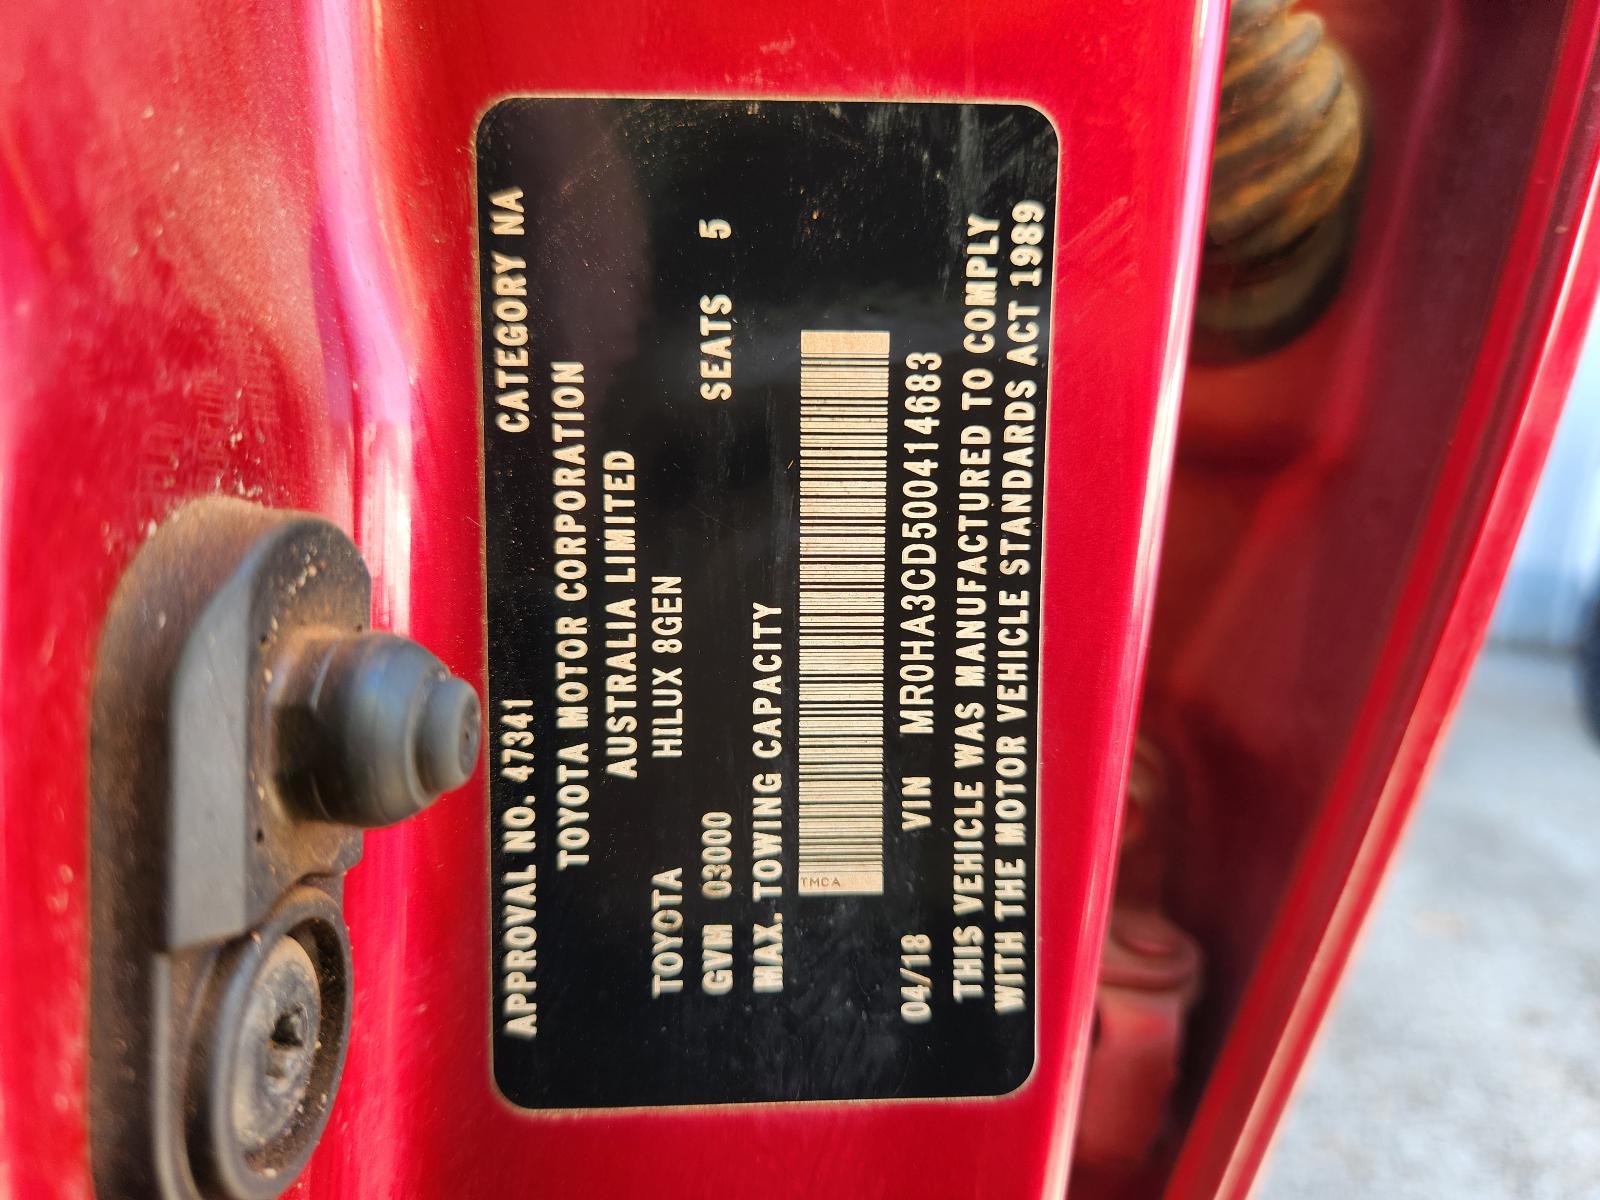 APPROVAL NO. 47341 CATEGORY NA
TOYOTA MOTOR CORPORATION
AUSTRALIA LIMITED
TOYOTA HILUX 8GEN
GVM 03000 SEATS 5
MAX. TOWING CAPACITY
TMCA
04/18 VIN MR0HA3CD500414683
THIS VEHICLE WAS MANUFACTURED TO COMPLY
WITH THE MOTOR VEHICLE STANDARDS ACT 1989